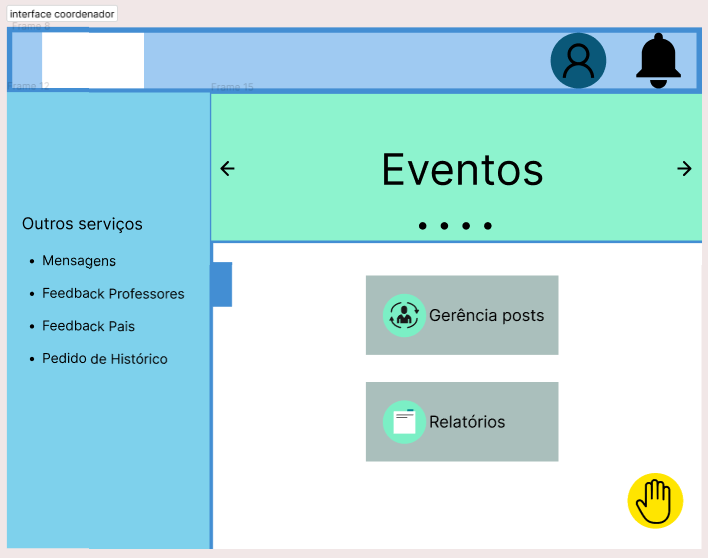 interface coordenador
Frame 8
Frame 12
Frame 15
Eventos
Outros serviços
• Mensagens
• Feedback Professores
• Feedback Pais
• Pedido de Histórico
Gerência posts
Relatórios